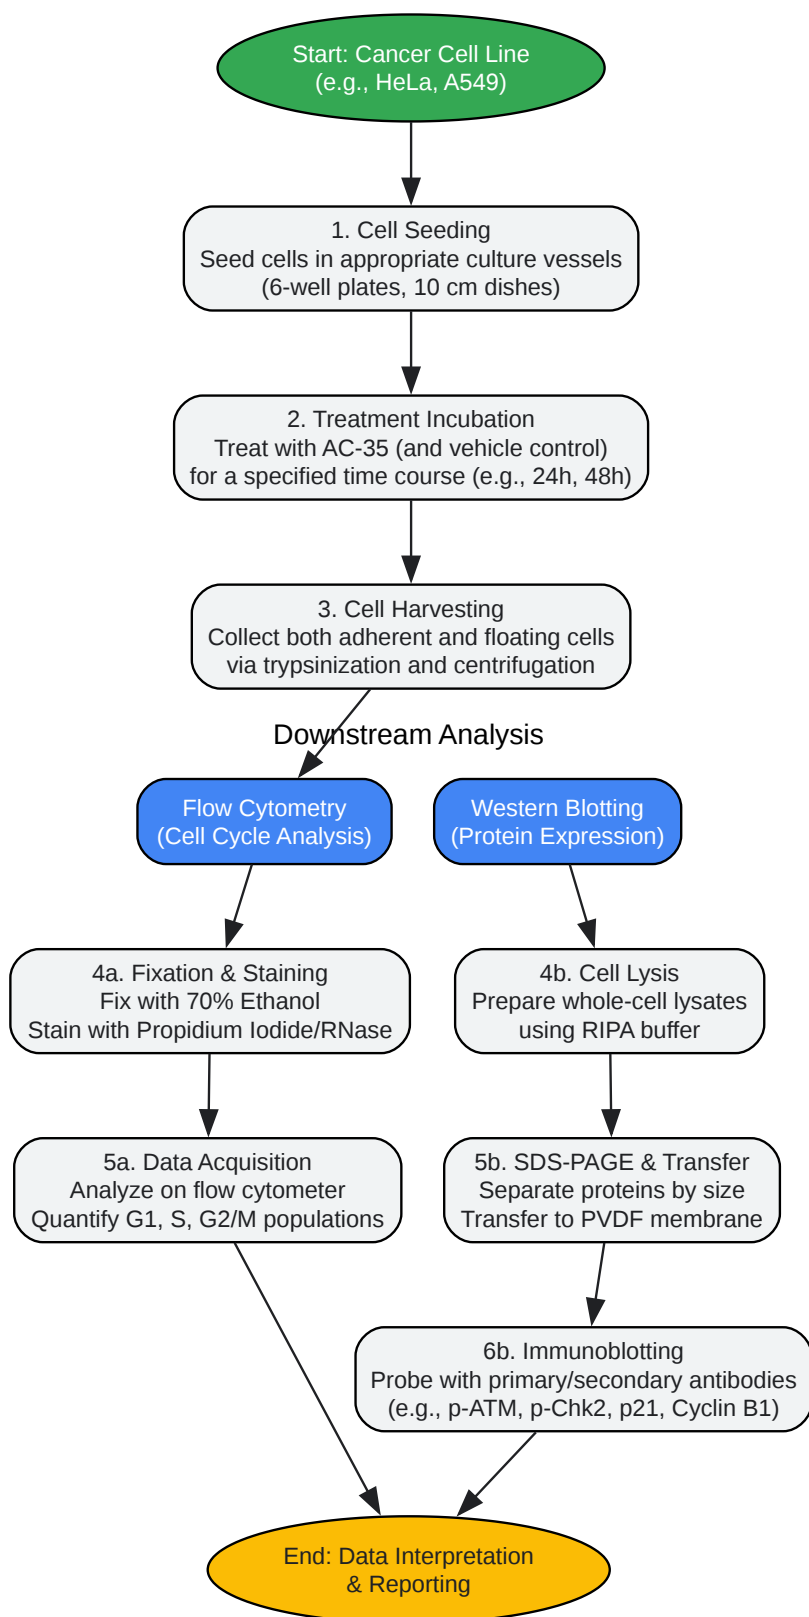 Start: Cancer Cell Line
(e.g., HeLa, A549)
1. Cell Seeding
Seed cells in appropriate culture vessels
(6-well plates, 10 cm dishes)
2. Treatment Incubation
Treat with AC-35 (and vehicle control)
for a specified time course (e.g., 24h, 48h)
3. Cell Harvesting
Collect both adherent and floating cells
via trypsinization and centrifugation
Downstream Analysis
Flow Cytometry
(Cell Cycle Analysis)
Western Blotting
(Protein Expression)
4a. Fixation & Staining
Fix with 70% Ethanol
Stain with Propidium Iodide/RNase
4b. Cell Lysis
Prepare whole-cell lysates
using RIPA buffer
5a. Data Acquisition
Analyze on flow cytometer
Quantify G1, S, G2/M populations
5b. SDS-PAGE & Transfer
Separate proteins by size
Transfer to PVDF membrane
6b. Immunoblotting
Probe with primary/secondary antibodies
(e.g., p-ATM, p-Chk2, p21, Cyclin B1)
End: Data Interpretation
& Reporting